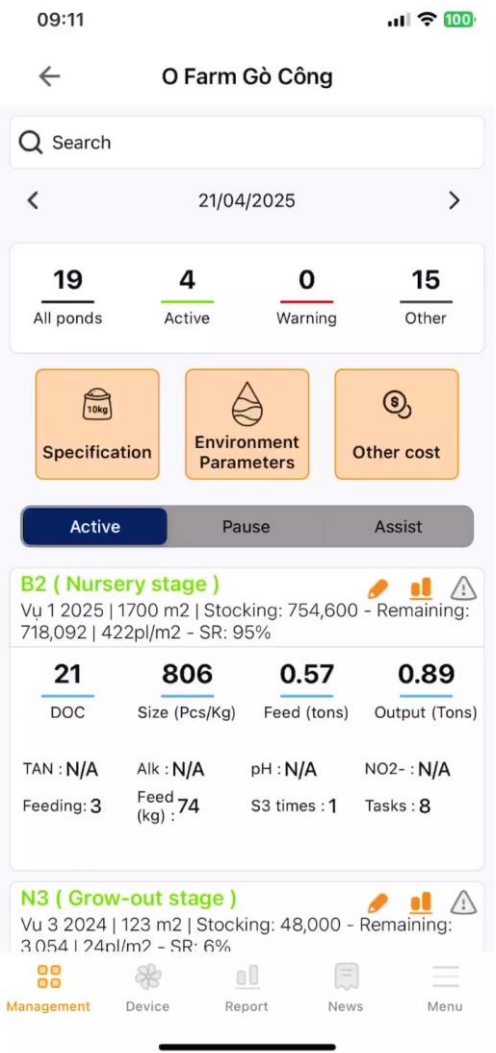 09:11
100
O Farm Gò Công
Search
21/04/2025
19 4 0 15
All ponds Active Warning Other
10kg
Specification
Environment
Parameters
$
Other cost
Active Pause Assist
B2 ( Nursery stage )
Vụ 1 2025 | 1700 m2 | Stocking: 754,600 - Remaining:
718,092 | 422pl/m2 - SR: 95%
21 806 0.57 0.89
DOC Size (Pcs/Kg) Feed (tons) Output (Tons)
TAN : N/A Alk : N/A pH : N/A NO2- : N/A
Feeding: 3 Feed (kg) : 74 S3 times : 1 Tasks : 8
N3 ( Grow-out stage )
Vu 3 2024 | 123 m2 | Stocking: 48,000 - Remaining:
3,054 | 24pl/m2 - SR: 6%
Management Device Report News Menu